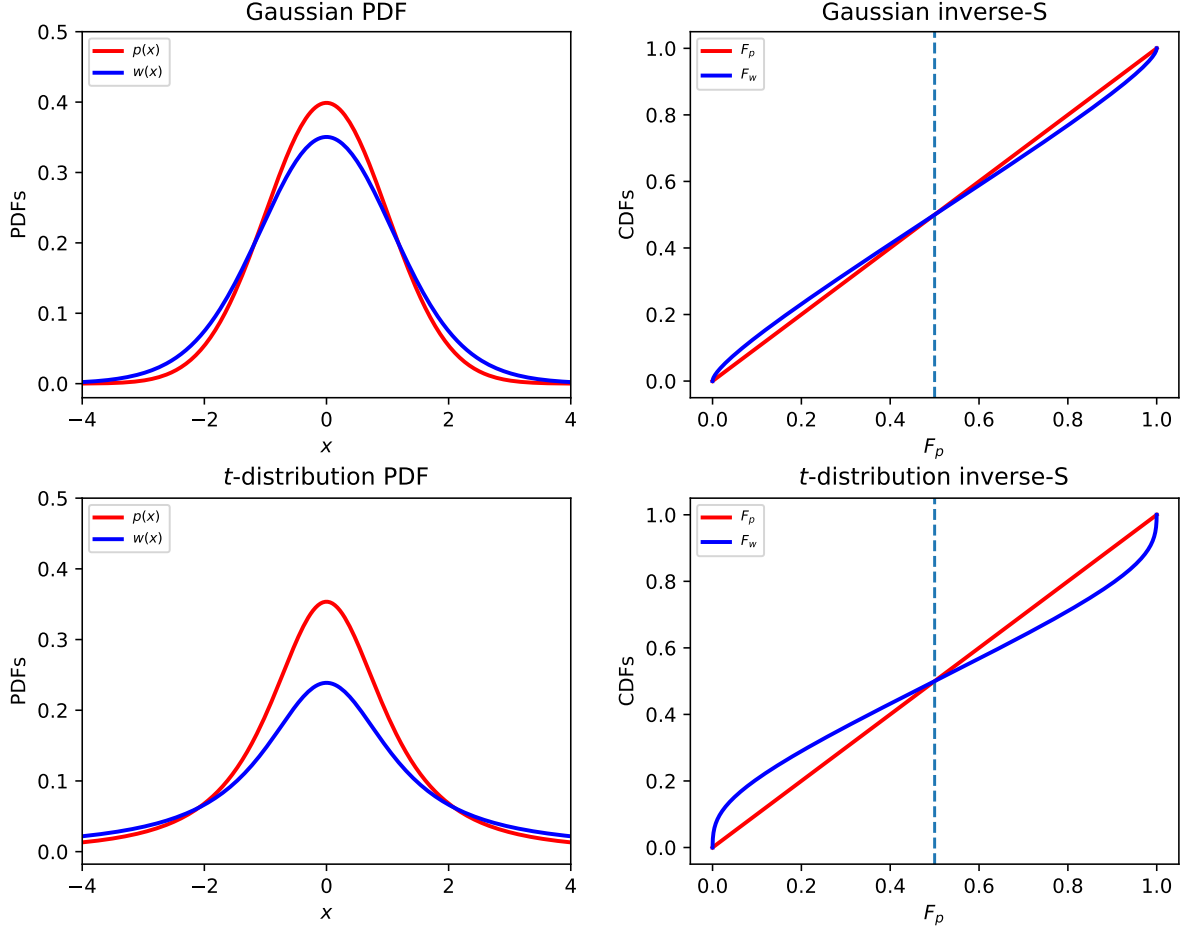 Gaussian PDF
0.5
0.4
0.3
0.2
0.1
0.0
PDFs
p(x)
w(x)
−4
−2
0
2
4
x
Gaussian inverse-S
1.0
0.8
0.6
0.4
0.2
0.0
CDFs
F_p
F_w
0.0
0.2
0.4
0.6
0.8
1.0
F_p
t-distribution PDF
0.5
0.4
0.3
0.2
0.1
0.0
PDFs
p(x)
w(x)
−4
−2
0
2
4
x
t-distribution inverse-S
1.0
0.8
0.6
0.4
0.2
0.0
CDFs
F_p
F_w
0.0
0.2
0.4
0.6
0.8
1.0
F_p